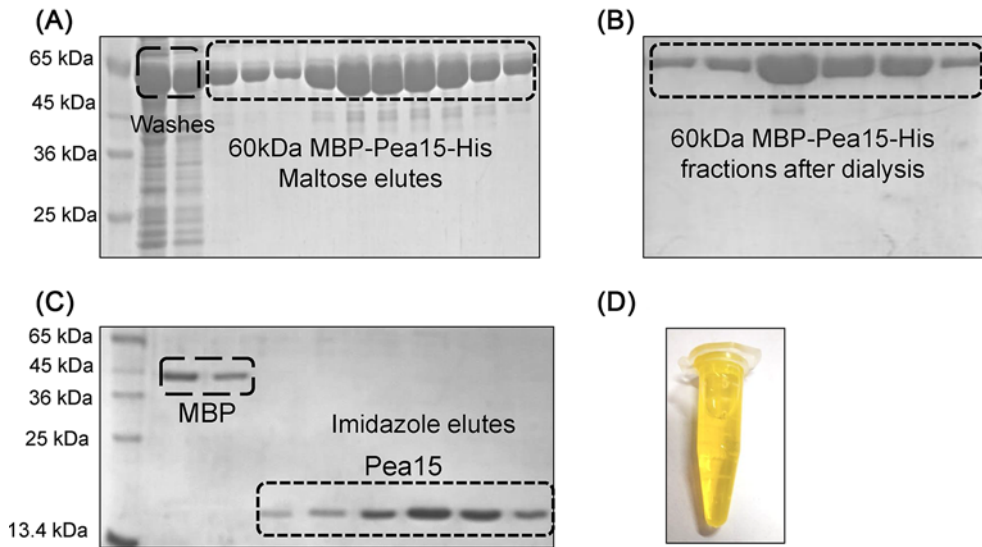 (A)
65 kDa
45 kDa
36 kDa
25 kDa
Washes
60kDa MBP-Pea15-His
Maltose elutes
(B)
60kDa MBP-Pea15-His
fractions after dialysis
(C)
65 kDa
45 kDa
36 kDa
25 kDa
13.4 kDa
MBP
Imidazole elutes
Pea15
(D)